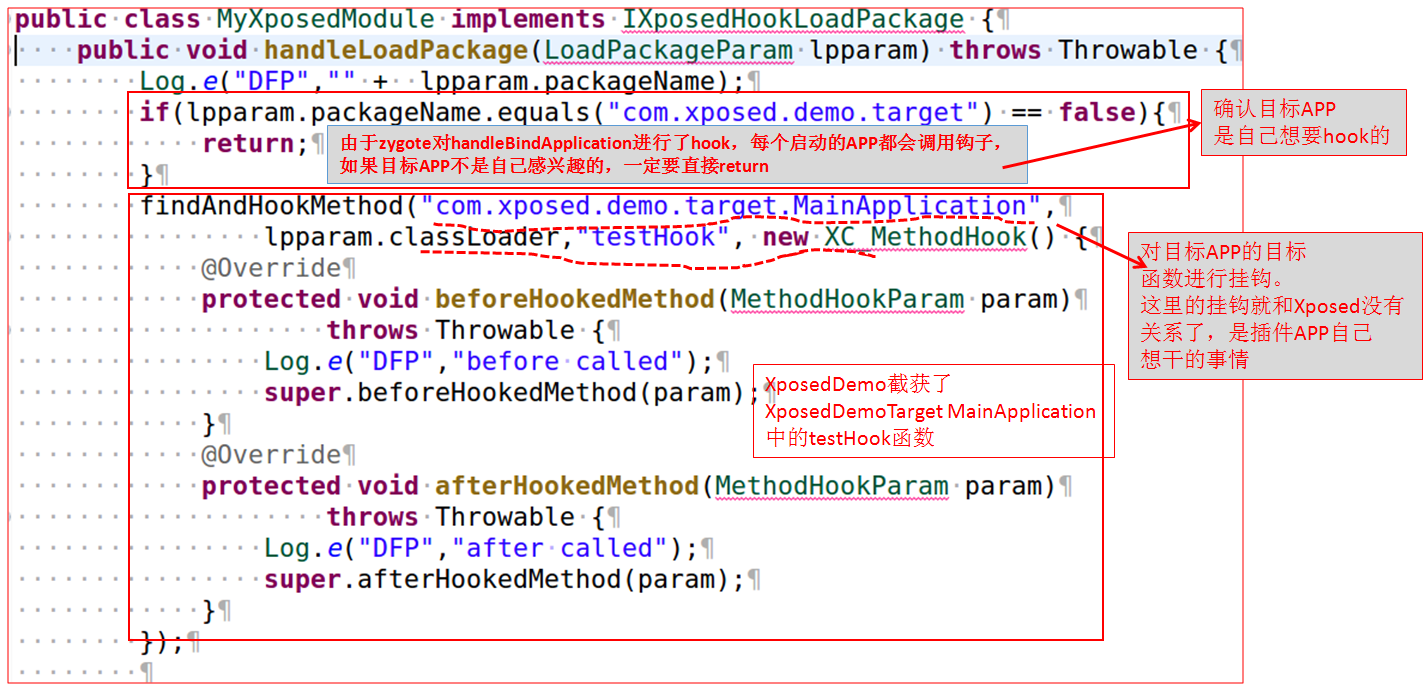 public class MyXposedModule implements IXposedHookLoadPackage {¶
····public·void·handleLoadPackage(LoadPackageParam·lpparam)·throws·Throwable·{¶
········Log.e("DFP",""·+··lpparam.packageName);¶
········if(lpparam.packageName.equals("com.xposed.demo.target")·==·false){¶
············return;¶
由于zygote对handleBindApplication进行了hook，每个启动的APP都会调用钩子，
如果目标APP不是自己感兴趣的，一定要直接return
确认目标APP
是自己想要hook的
········}¶
········findAndHookMethod("com.xposed.demo.target.MainApplication",¶
················lpparam.classLoader,"testHook",·new·XC_MethodHook()·{¶
············@Override¶
············protected·void·beforeHookedMethod(MethodHookParam·param)¶
····················throws·Throwable·{¶
················Log.e("DFP","before·called");¶
················super.beforeHookedMethod(param);¶
············}¶
············@Override¶
············protected·void·afterHookedMethod(MethodHookParam·param)¶
····················throws·Throwable·{¶
················Log.e("DFP","after·called");¶
················super.afterHookedMethod(param);¶
············}¶
········});¶
········¶
对目标APP的目标
函数进行挂钩。
这里的挂钩就和Xposed没有
关系了，是插件APP自己
想干的事情
XposedDemo截获了
XposedDemoTarget MainApplication
中的testHook函数